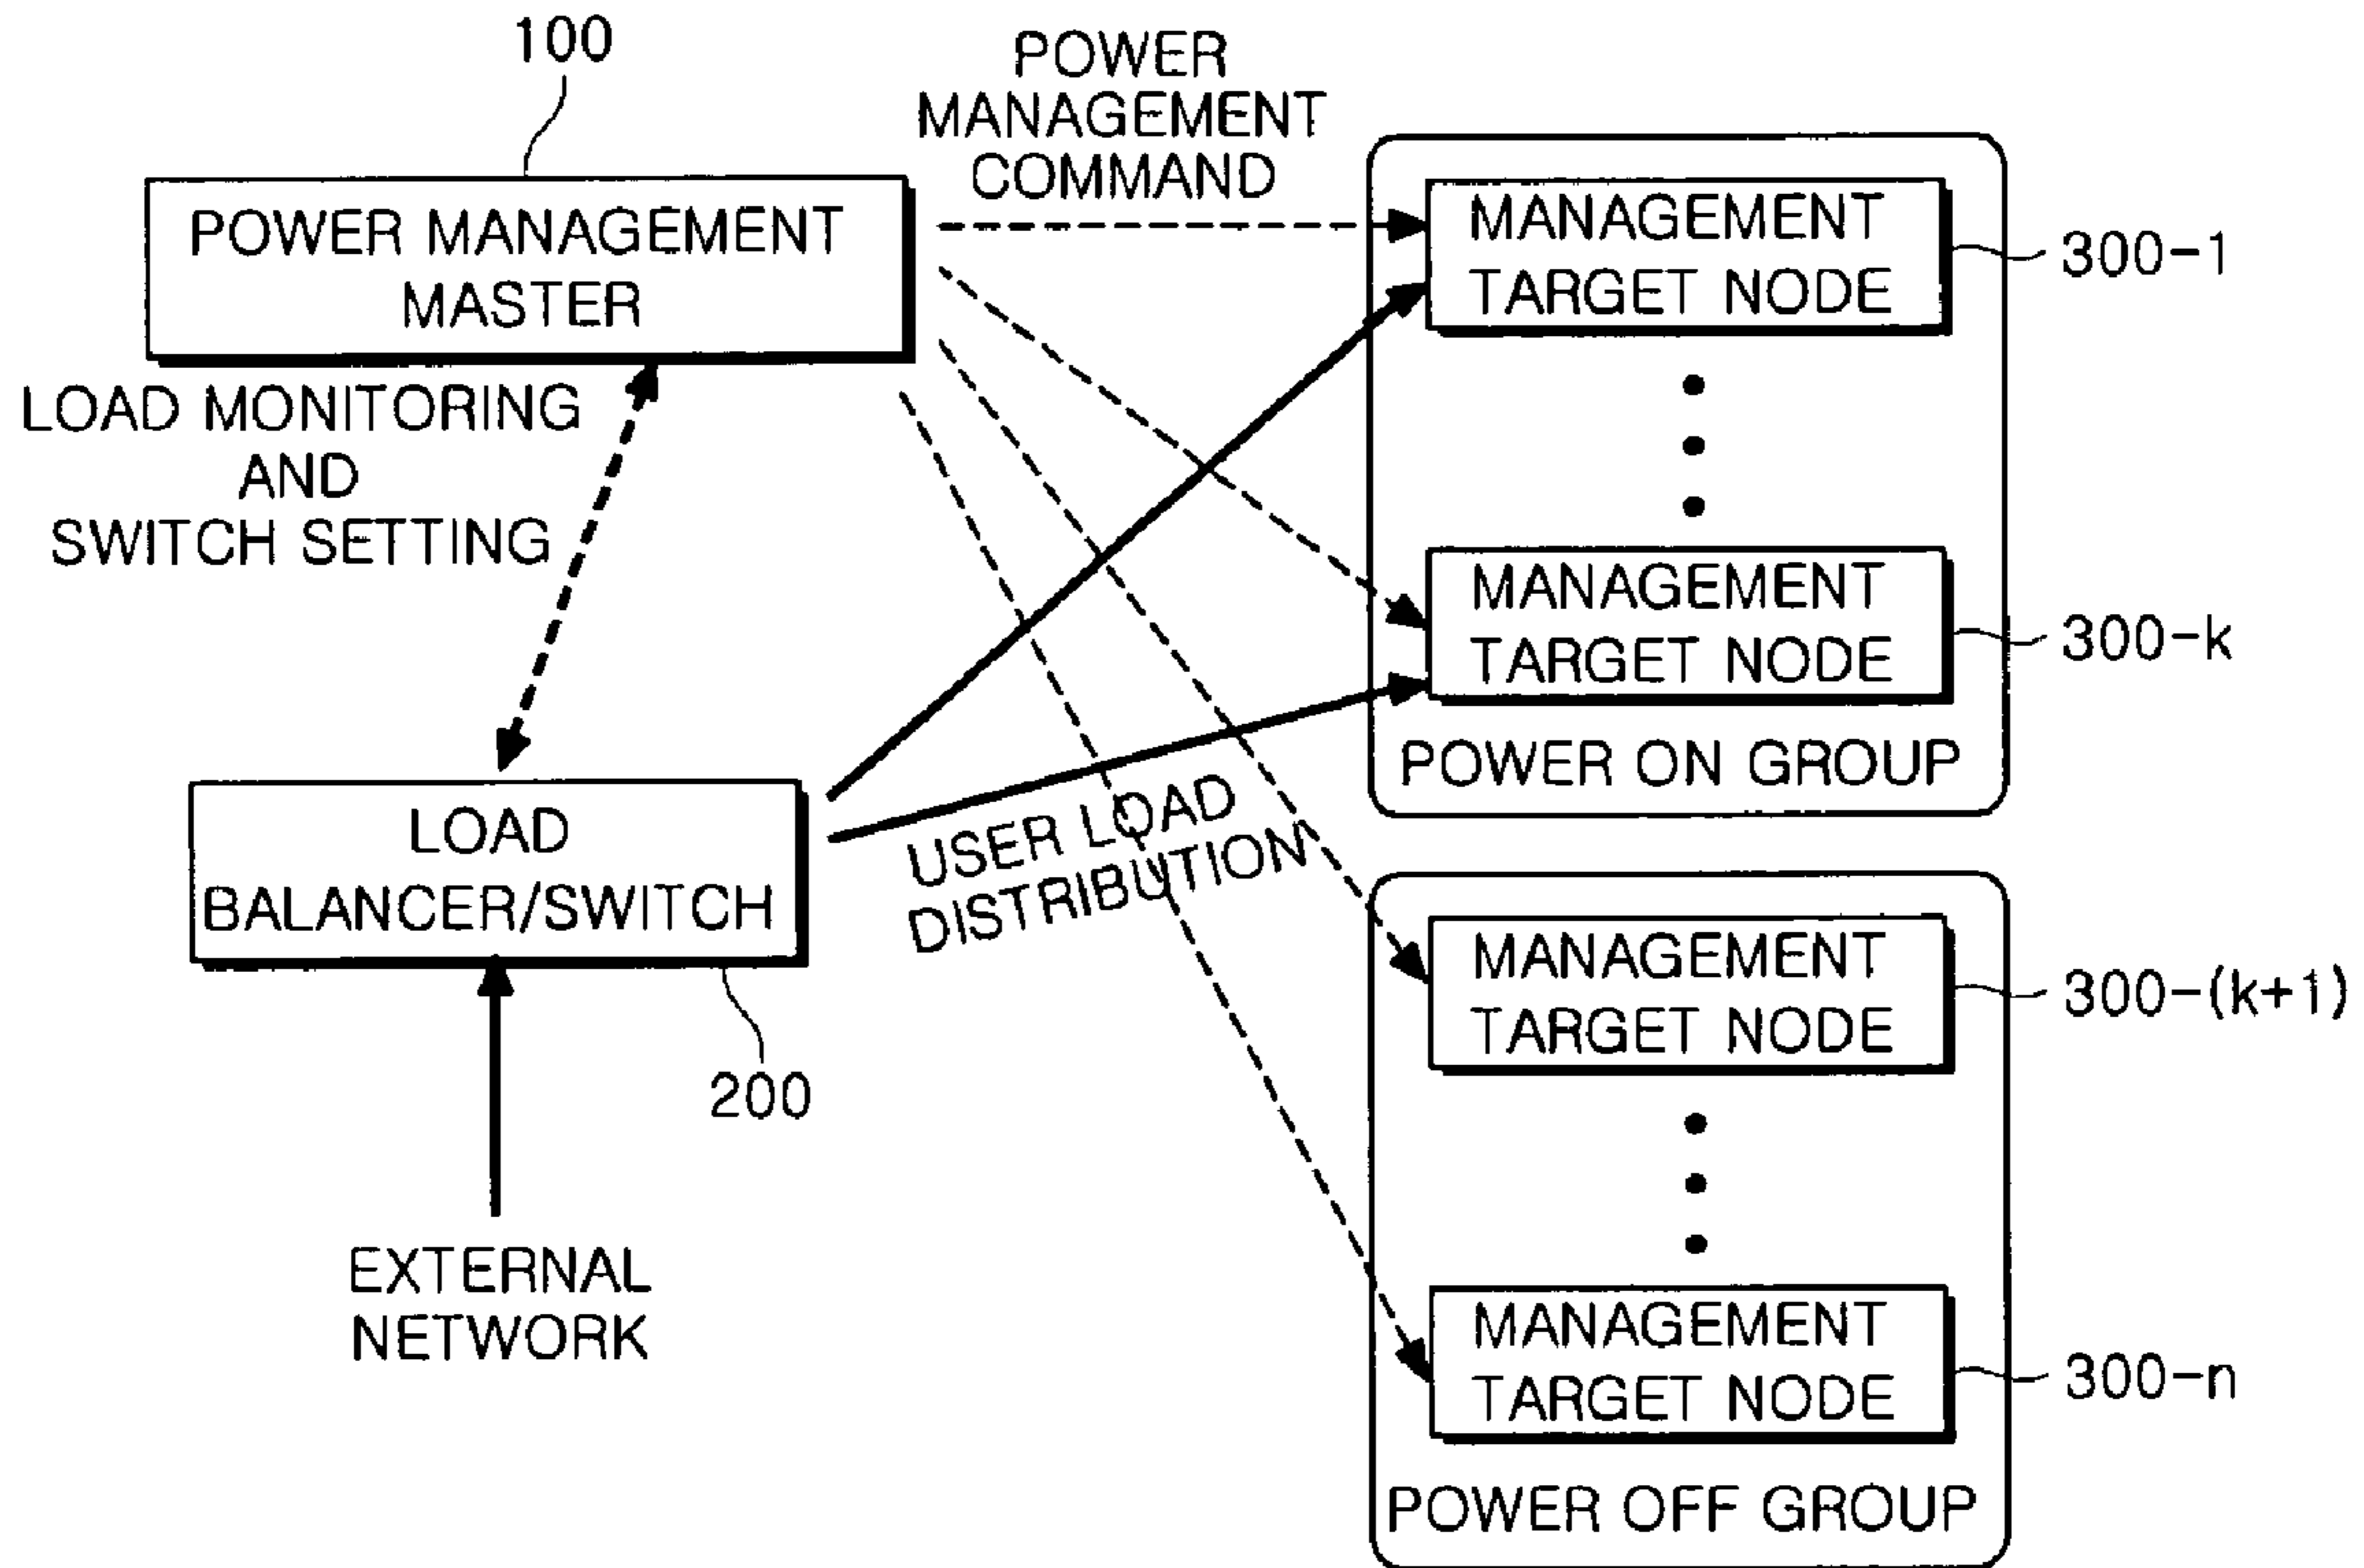 100
POWER
MANAGEMENT
COMMAND
POWER MANAGEMENT
MASTER
MANAGEMENT
TARGET NODE
300-1
LOAD MONITORING
AND
SWITCH SETTING
MANAGEMENT
TARGET NODE
300-k
POWER ON GROUP
LOAD
BALANCER/SWITCH
200
USER LOAD
DISTRIBUTION
MANAGEMENT
TARGET NODE
300-(k+1)
EXTERNAL
NETWORK
MANAGEMENT
TARGET NODE
300-n
POWER OFF GROUP